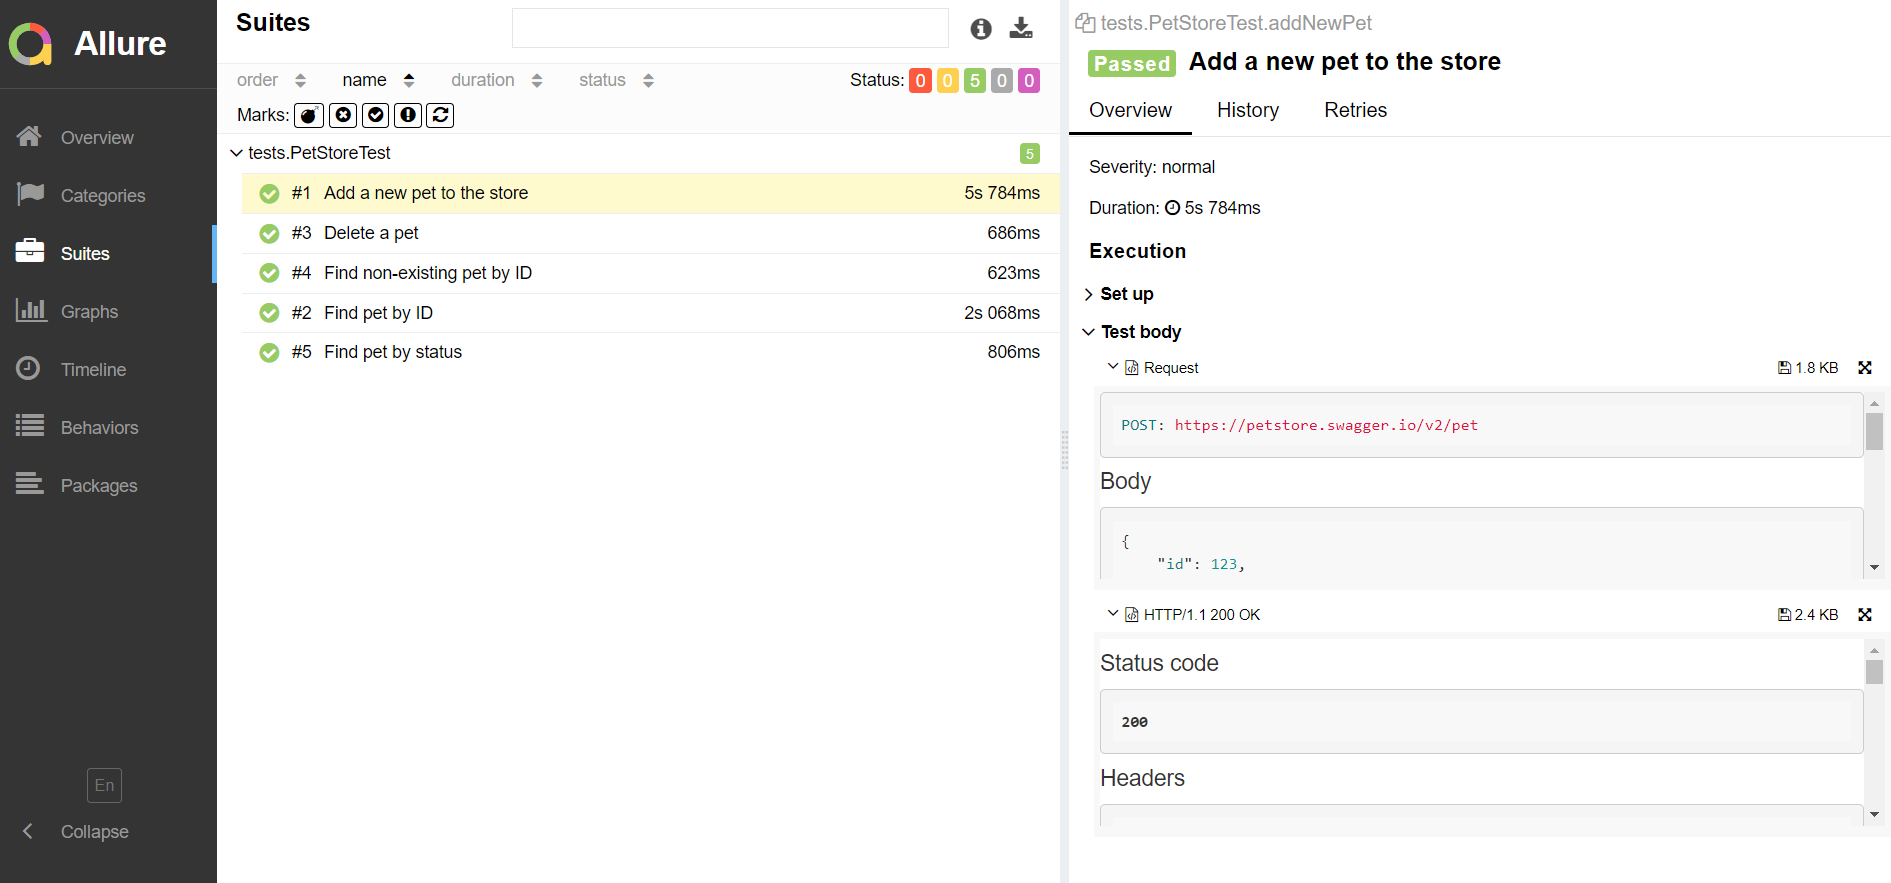 Allure
Overview
Categories
Suites
Graphs
Timeline
Behaviors
Packages
En
Collapse
Suites
order name duration status Status: 0 0 5 0 0
Marks:
tests.PetStoreTest 5
#1 Add a new pet to the store 5s 784ms
#3 Delete a pet 686ms
#4 Find non-existing pet by ID 623ms
#2 Find pet by ID 2s 068ms
#5 Find pet by status 806ms
tests.PetStoreTest.addNewPet
Passed Add a new pet to the store
Overview History Retries
Severity: normal
Duration: 5s 784ms
Execution
Set up
Test body
Request 1.8 KB
POST: https://petstore.swagger.io/v2/pet
Body
{
"id": 123,
HTTP/1.1 200 OK 2.4 KB
Status code
200
Headers